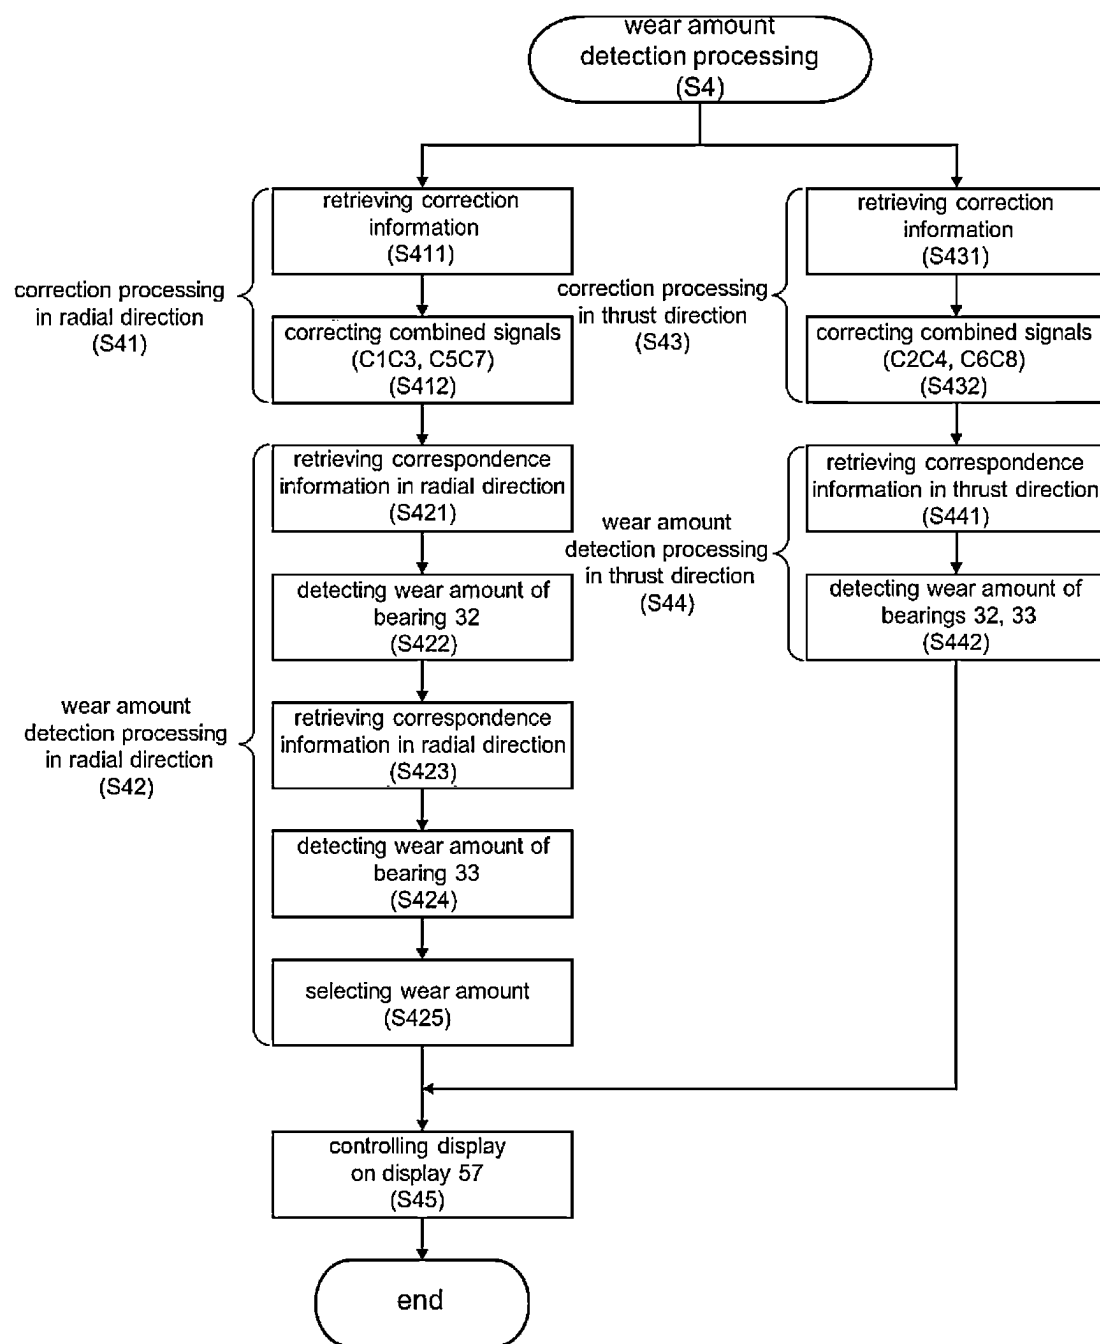 wear amount
detection processing
(S4)
retrieving correction
information
(S411)
correction processing
in radial direction
(S41)
correcting combined signals
(C1C3, C5C7)
(S412)
retrieving correspondence
information in radial direction
(S421)
detecting wear amount of
bearing 32
(S422)
wear amount
detection processing
in radial direction
(S42)
retrieving correspondence
information in radial direction
(S423)
detecting wear amount of
bearing 33
(S424)
selecting wear amount
(S425)
retrieving correction
information
(S431)
correction processing
in thrust direction
(S43)
correcting combined signals
(C2C4, C6C8)
(S432)
retrieving correspondence
information in thrust direction
(S441)
wear amount
detection processing
in thrust direction
(S44)
detecting wear amount of
bearings 32, 33
(S442)
controlling display
on display 57
(S45)
end